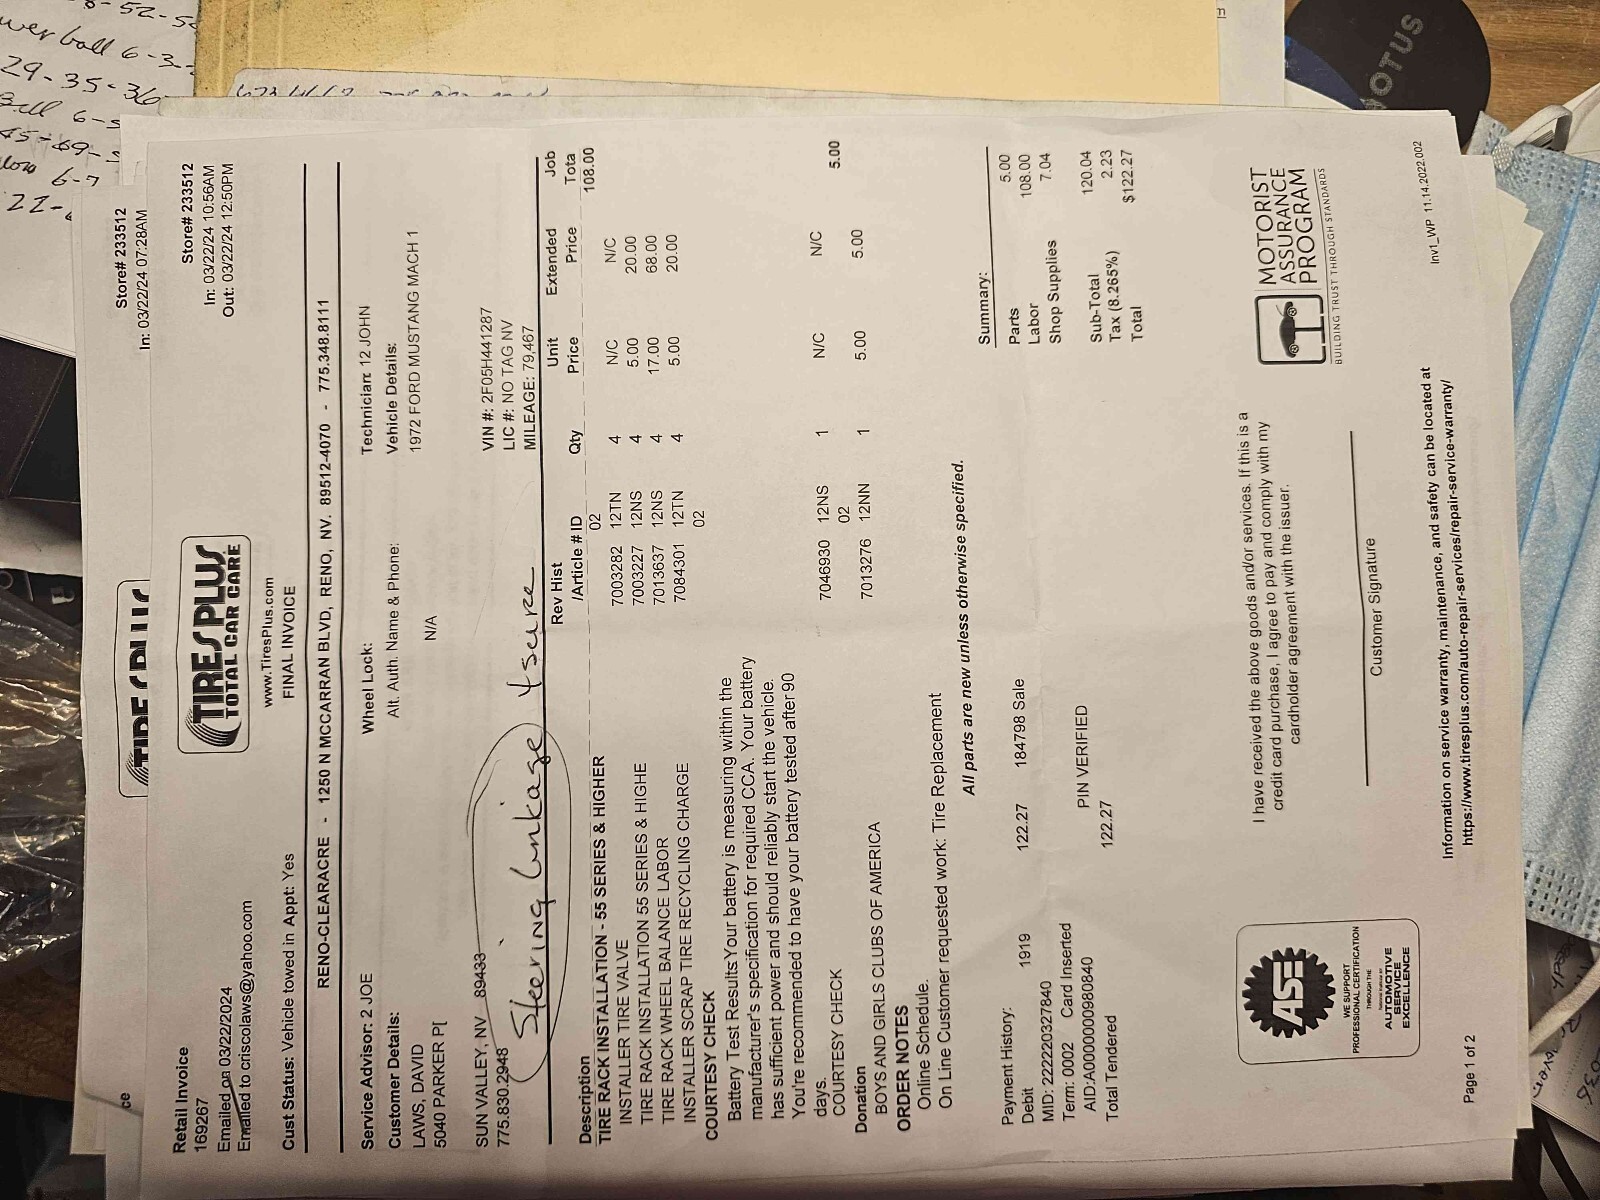 Store# 233512
In: 03/22/24 07:28AM
Retail Invoice
169267
Emailed on 03/22/2024
Emailed to criscolaws@yahoo.com
Cust Status: Vehicle towed in Appt: Yes
TIRES PLUS
TOTAL CAR CARE
www.TiresPlus.com
FINAL INVOICE
Store# 233512
In: 03/22/24 10:56AM
Out: 03/22/24 12:50PM
RENO-CLEARACRE - 1250 N MCCARRAN BLVD, RENO, NV. 89512-4070 - 775.348.8111
Service Advisor: 2 JOE Wheel Lock: Technician: 12 JOHN
Customer Details: Alt. Auth. Name & Phone: Vehicle Details:
LAWS, DAVID 1972 FORD MUSTANG MACH 1
5040 PARKER P[ N/A
SUN VALLEY, NV 89433 VIN #: 2F05H441287
775.830.2948 LIC #: NO TAG NV
MILEAGE: 79,467
Steering Linkage
Description Rev Hist /Article # ID Qty Unit Price Extended Price Job Tota
TIRE RACK INSTALLATION - 55 SERIES & HIGHER 02 108.00
INSTALLER TIRE VALVE 7003282 12TN 4 N/C N/C
TIRE RACK INSTALLATION 55 SERIES & HIGHE 7003227 12NS 4 5.00 20.00
TIRE RACK WHEEL BALANCE LABOR 7013637 12NS 4 17.00 68.00
INSTALLER SCRAP TIRE RECYCLING CHARGE 7084301 12TN 4 5.00 20.00
COURTESY CHECK 02
Battery Test Results Your battery is measuring within the
manufacturer's specification for required CCA. Your battery
has sufficient power and should reliably start the vehicle.
You're recommended to have your battery tested after 90
days.
COURTESY CHECK 7046930 12NS 1 N/C N/C
Donation 02 5.00
BOYS AND GIRLS CLUBS OF AMERICA 7013276 12NN 1 5.00 5.00
ORDER NOTES
Online Schedule.
On Line Customer requested work: Tire Replacement
All parts are new unless otherwise specified.
Payment History:
Debit 1919 122.27 184798 Sale
MID: 22222032​7840
Term: 0002 Card Inserted PIN VERIFIED
AID:A0000000980840
Total Tendered 122.27
Summary:
Parts 5.00
Labor 108.00
Shop Supplies 7.04
Sub-Total 120.04
Tax (8.265%) 2.23
Total $122.27
ASE
WE SUPPORT
PROFESSIONAL CERTIFICATION
THROUGH THE
AUTOMOTIVE
SERVICE
EXCELLENCE
I have received the above goods and/or services. If this is a
credit card purchase, I agree to pay and comply with my
cardholder agreement with the issuer.
Customer Signature
MOTORIST
ASSURANCE
PROGRAM
BUILDING TRUST THROUGH STANDARDS
Information on service warranty, maintenance, and safety can be located at
https://www.tiresplus.com/auto-repair-services/repair-service-warranty/
Page 1 of 2
Inv1_WP 11.14.2022.002